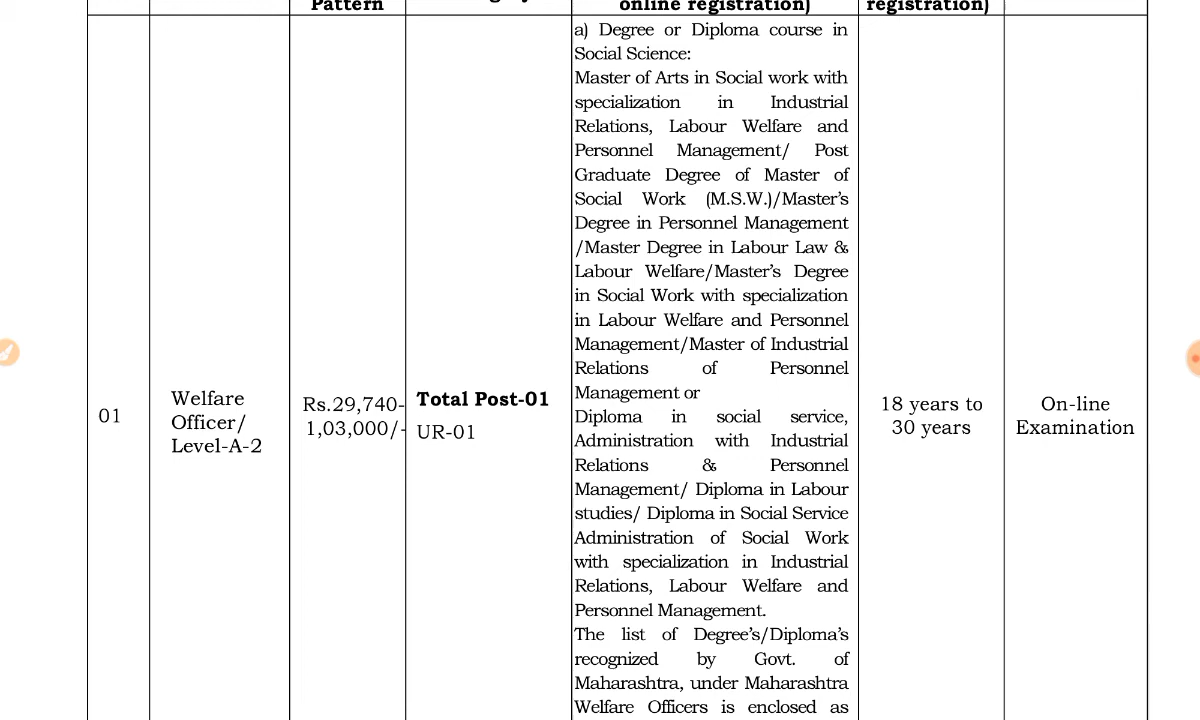 Pattern
online registration)
registration)
01
Welfare
Officer/
Level-A-2
Rs.29,740-
1,03,000/-
Total Post-01
UR-01
a) Degree or Diploma course in
Social Science:
Master of Arts in Social work with
specialization in Industrial
Relations, Labour Welfare and
Personnel Management/ Post
Graduate Degree of Master of
Social Work (M.S.W.)/Master’s
Degree in Personnel Management
/Master Degree in Labour Law &
Labour Welfare/Master’s Degree
in Social Work with specialization
in Labour Welfare and Personnel
Management/Master of Industrial
Relations of Personnel
Management or
Diploma in social service,
Administration with Industrial
Relations & Personnel
Management/ Diploma in Labour
studies/ Diploma in Social Service
Administration of Social Work
with specialization in Industrial
Relations, Labour Welfare and
Personnel Management.
The list of Degree’s/Diploma’s
recognized by Govt. of
Maharashtra, under Maharashtra
Welfare Officers is enclosed as
18 years to
30 years
On-line
Examination